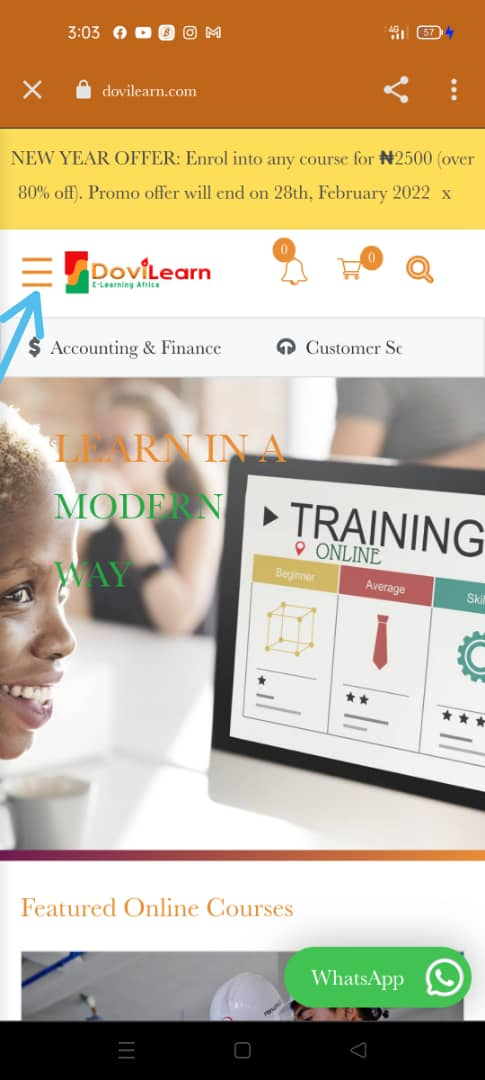 3:03
4G
57
dovilearn.com
NEW YEAR OFFER: Enrol into any course for ₦2500 (over
80% off). Promo offer will end on 28th, February 2022 x
DoviLearn
E-Learning Africa
0
0
$ Accounting & Finance
Customer Se
LEARN IN A
MODERN
WAY
TRAINING
ONLINE
Beginner
Average
Skil
Featured Online Courses
WhatsApp